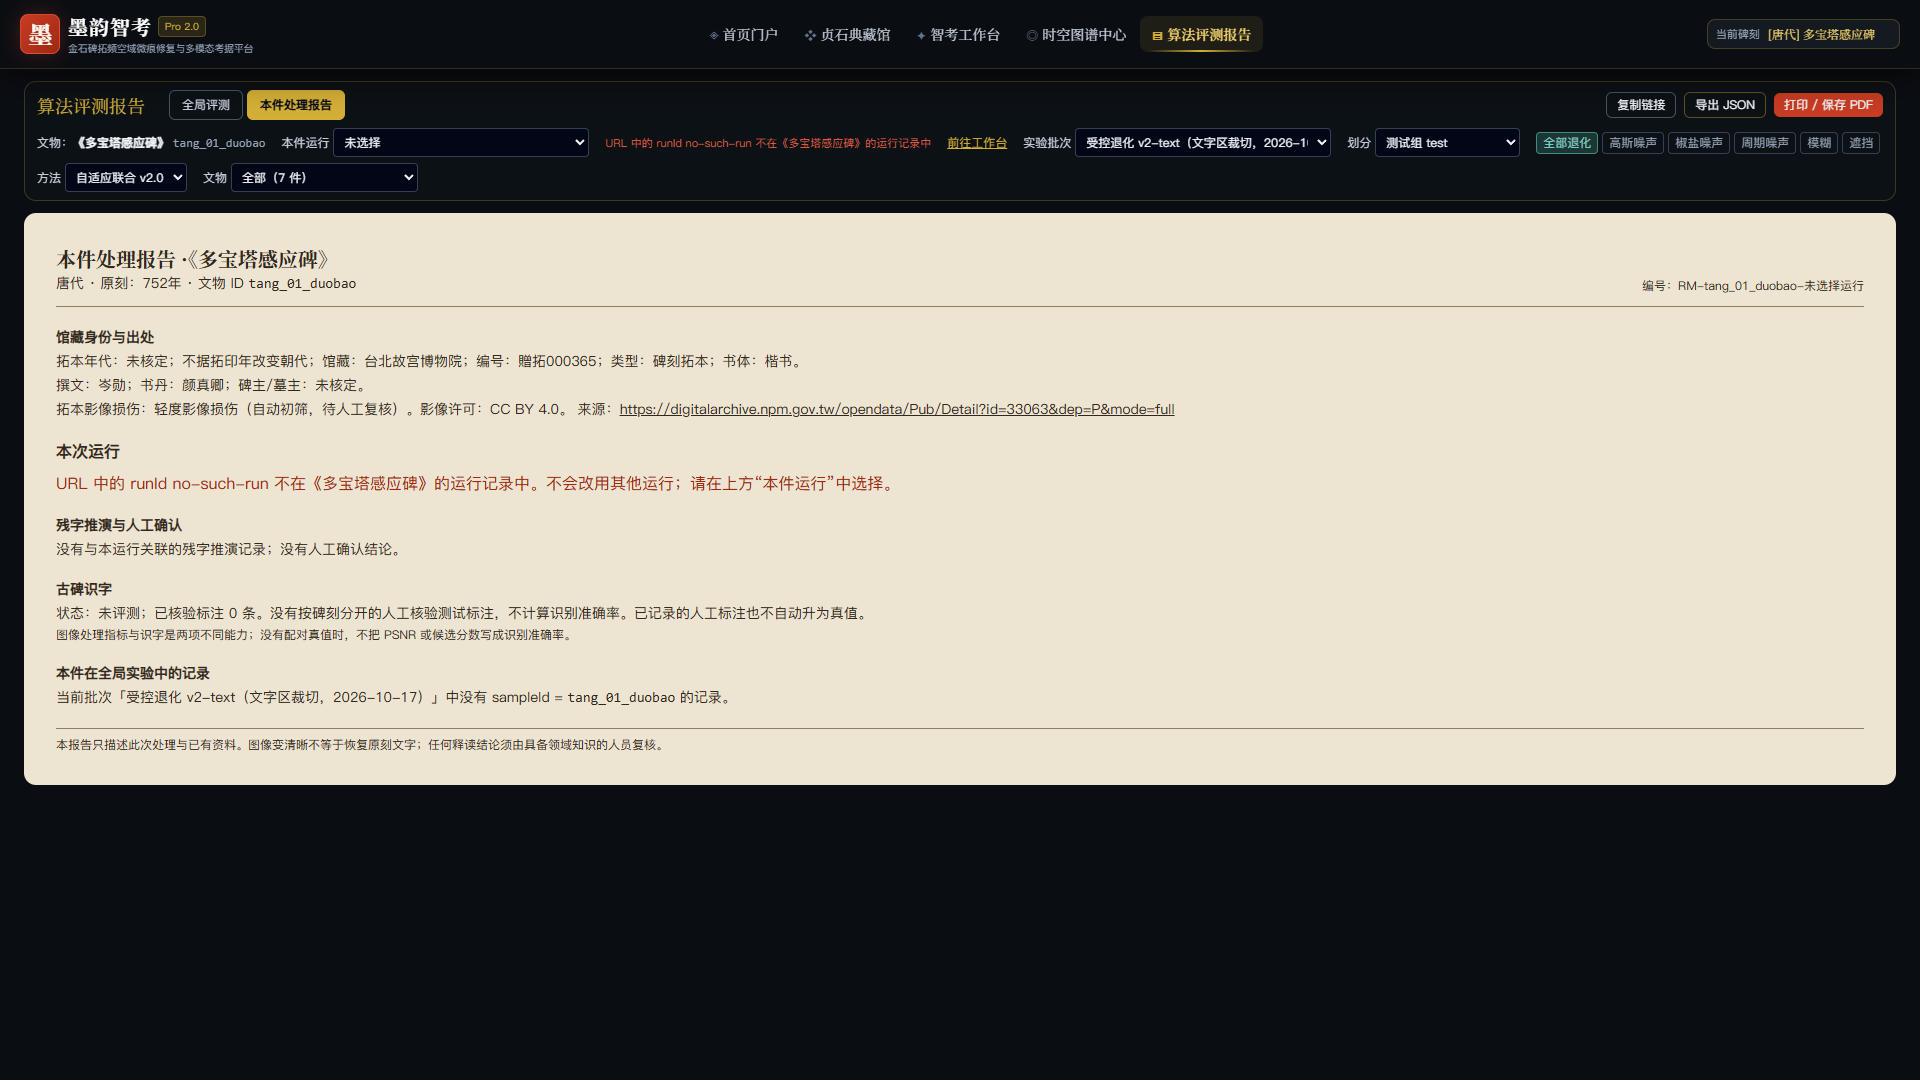 墨 墨韵智考 Pro 2.0
金石碑拓频空域微痕修复与多模态考据平台
首页门户 贞石典藏馆 智考工作台 时空图谱中心 算法评测报告
当前碑刻 [唐代] 多宝塔感应碑
算法评测报告 全局评测 本件处理报告 复制链接 导出 JSON 打印 / 保存 PDF
文物: 《多宝塔感应碑》 tang_01_duobao 本件运行 未选择 URL 中的 runId no-such-run 不在《多宝塔感应碑》的运行记录中 前往工作台 实验批次 受控退化 v2-text（文字区裁切，2026-1 划分 测试组 test 全部退化 高斯噪声 椒盐噪声 周期噪声 模糊 遮挡
方法 自适应联合 v2.0 文物 全部（7 件）
本件处理报告 ·《多宝塔感应碑》
唐代 · 原刻：752年 · 文物 ID tang_01_duobao
编号：RM-tang_01_duobao-未选择运行
馆藏身份与出处
拓本年代：未核定；不据拓印年改变朝代；馆藏：台北故宫博物院；编号：赠拓000365；类型：碑刻拓本；书体：楷书。
撰文：岑勋；书丹：颜真卿；碑主/墓主：未核定。
拓本影像损伤：轻度影像损伤（自动初筛，待人工复核）。影像许可：CC BY 4.0。 来源：https://digitalarchive.npm.gov.tw/opendata/Pub/Detail?id=33063&dep=P&mode=full
本次运行
URL 中的 runId no-such-run 不在《多宝塔感应碑》的运行记录中。不会改用其他运行；请在上方“本件运行”中选择。
残字推演与人工确认
没有与本运行关联的残字推演记录；没有人工确认结论。
古碑识字
状态：未评测；已核验标注 0 条。没有按碑刻分开的人工核验测试标注，不计算识别准确率。已记录的人工标注也不自动升为真值。
图像处理指标与识字是两项不同能力；没有配对真值时，不把 PSNR 或候选分数写成识别准确率。
本件在全局实验中的记录
当前批次「受控退化 v2-text（文字区裁切，2026-10-17）」中没有 sampleId = tang_01_duobao 的记录。
本报告只描述此次处理与已有资料。图像变清晰不等于恢复原刻文字；任何释读结论须由具备领域知识的人员复核。